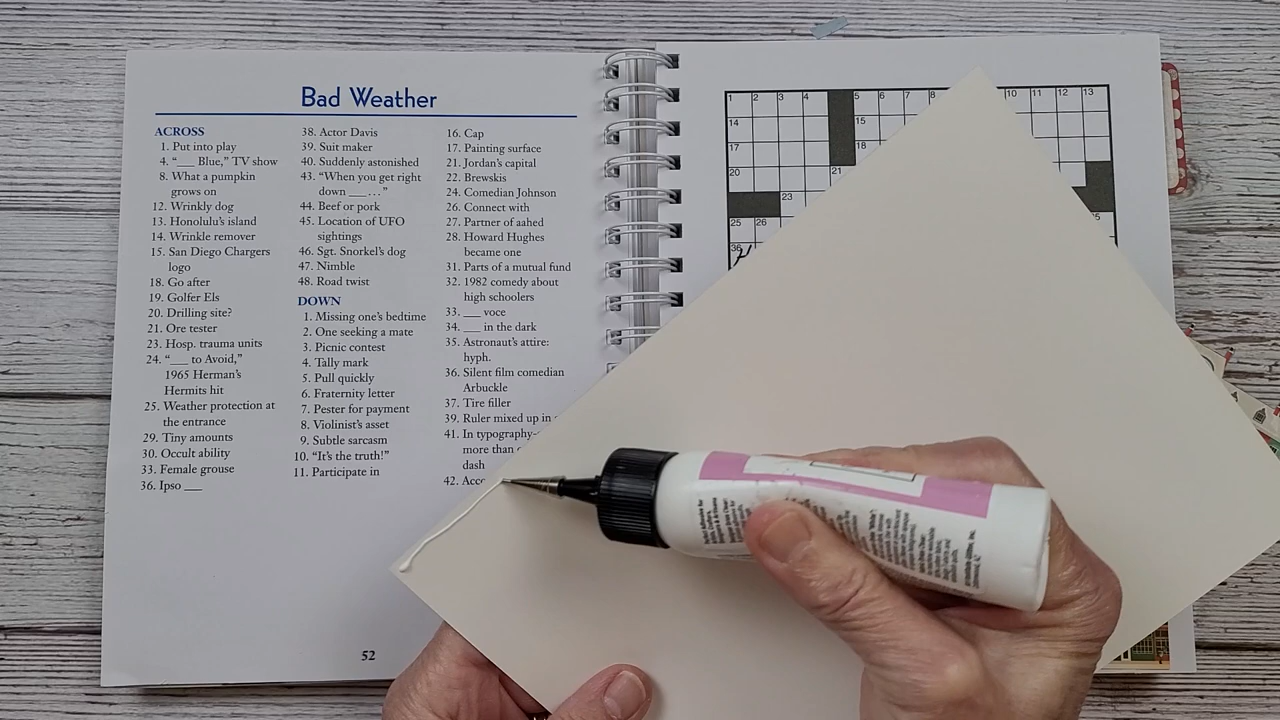 Bad Weather
ACROSS
1. Put into play
4. “___ Blue,” TV show
8. What a pumpkin
grows on
12. Wrinkly dog
13. Honolulu's island
14. Wrinkle remover
15. San Diego Chargers
logo
18. Go after
19. Golfer Els
20. Drilling site?
21. Ore tester
23. Hosp. trauma units
24. “___ to Avoid,”
1965 Herman's
Hermits hit
25. Weather protection at
the entrance
29. Tiny amounts
30. Occult ability
33. Female grouse
36. Ipso ___
38. Actor Davis
39. Suit maker
40. Suddenly astonished
43. “When you get right
down ___ …”
44. Beef or pork
45. Location of UFO
sightings
46. Sgt. Snorkel's dog
47. Nimble
48. Road twist
DOWN
1. Missing one's bedtime
2. One seeking a mate
3. Picnic contest
4. Tally mark
5. Pull quickly
6. Fraternity letter
7. Pester for payment
8. Violinist's asset
9. Subtle sarcasm
10. “It's the truth!”
11. Participate in
16. Cap
17. Painting surface
21. Jordan's capital
22. Brewskis
24. Comedian Johnson
26. Connect with
27. Partner of aahed
28. Howard Hughes
became one
31. Parts of a mutual fund
32. 1982 comedy about
high schoolers
33. ___ voce
34. ___ in the dark
35. Astronaut's attire:
hyph.
36. Silent film comedian
Arbuckle
37. Tire filler
39. Ruler mixed up in
41. In typography
more than
dash
42.
52
1 2 3 4 5 6 7 8 10 11 12 13
14 15
17 18
20 21
23
25 26
36 H